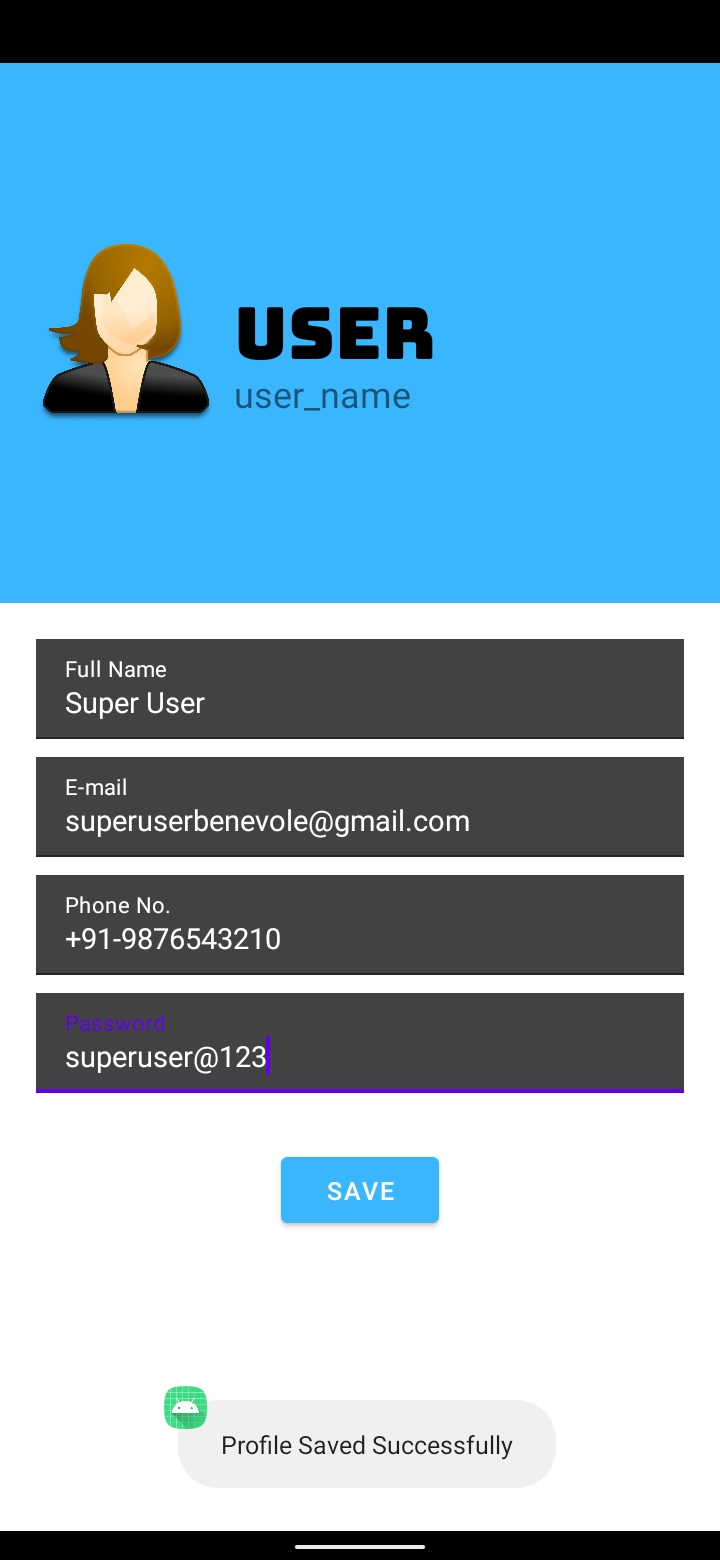 USER
user_name
Full Name
Super User
E-mail
superuserbenevole@gmail.com
Phone No.
+91-9876543210
Password
superuser@123
SAVE
Profile Saved Successfully